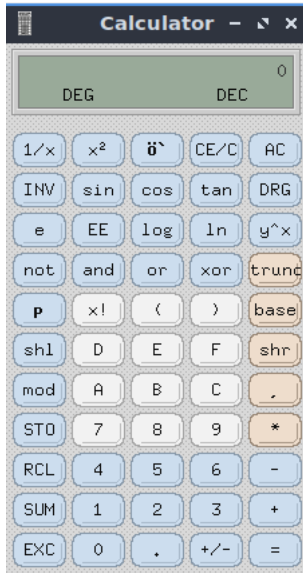 Calculator
0
DEG DEC
1/x x² ö` CE/C AC
INV sin cos tan DRG
e EE log ln y^x
not and or xor trunc
p x! ( ) base
shl D E F shr
mod A B C ,
STO 7 8 9 *
RCL 4 5 6 -
SUM 1 2 3 +
EXC 0 . +/- =